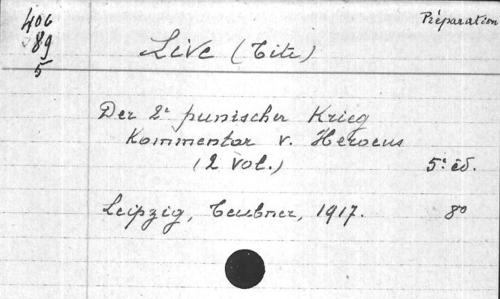 406
89
5
Préparation
Live (Tite)
Der 2e punischer Krieg
Kommentar v. Heraeus
(2 vol.) 5e éd.
Leipzig, Teubner, 1917. 8o